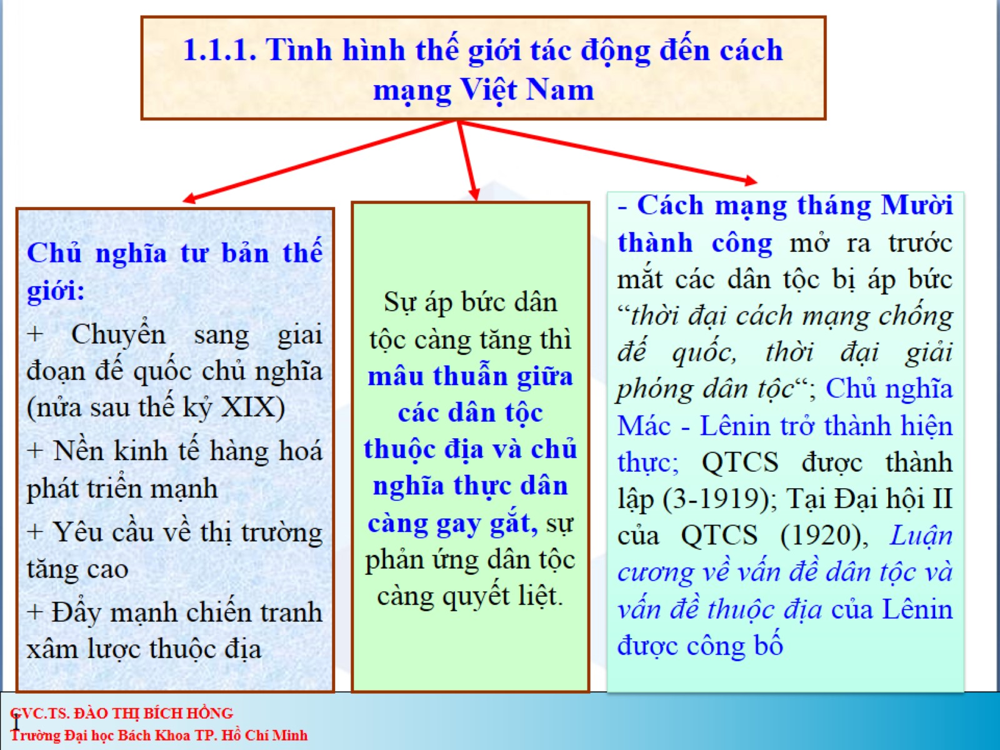 1.1.1. Tình hình thế giới tác động đến cách
mạng Việt Nam
Chủ nghĩa tư bản thế
giới:
+ Chuyển sang giai
đoạn đế quốc chủ nghĩa
(nửa sau thế kỷ XIX)
+ Nền kinh tế hàng hoá
phát triển mạnh
+ Yêu cầu về thị trường
tăng cao
+ Đẩy mạnh chiến tranh
xâm lược thuộc địa
Sự áp bức dân
tộc càng tăng thì
mâu thuẫn giữa
các dân tộc
thuộc địa và chủ
nghĩa thực dân
càng gay gắt, sự
phản ứng dân tộc
càng quyết liệt.
- Cách mạng tháng Mười
thành công mở ra trước
mắt các dân tộc bị áp bức
“thời đại cách mạng chống
đế quốc, thời đại giải
phóng dân tộc“; Chủ nghĩa
Mác - Lênin trở thành hiện
thực; QTCS được thành
lập (3-1919); Tại Đại hội II
của QTCS (1920), Luận
cương về vấn đề dân tộc và
vấn đề thuộc địa của Lênin
được công bố
GVC.TS. ĐÀO THỊ BÍCH HỒNG
1
Trường Đại học Bách Khoa TP. Hồ Chí Minh